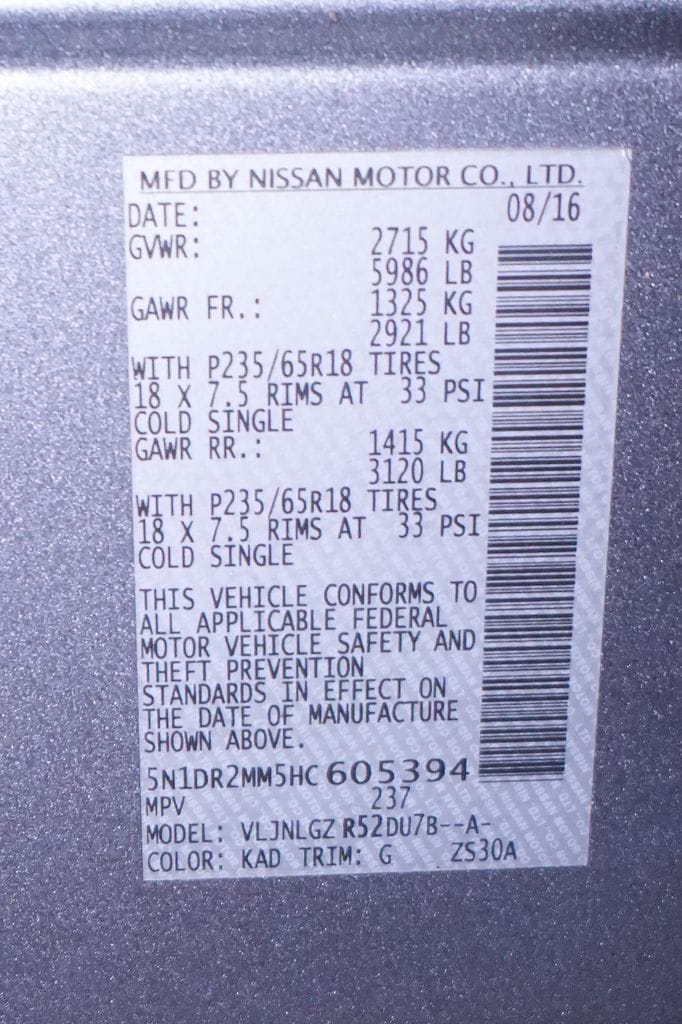 MFD BY NISSAN MOTOR CO., LTD.
DATE: 08/16
GVWR: 2715 KG
5986 LB
GAWR FR.: 1325 KG
2921 LB
WITH P235/65R18 TIRES
18 X 7.5 RIMS AT 33 PSI
COLD SINGLE
GAWR RR.: 1415 KG
3120 LB
WITH P235/65R18 TIRES
18 X 7.5 RIMS AT 33 PSI
COLD SINGLE
THIS VEHICLE CONFORMS TO
ALL APPLICABLE FEDERAL
MOTOR VEHICLE SAFETY AND
THEFT PREVENTION
STANDARDS IN EFFECT ON
THE DATE OF MANUFACTURE
SHOWN ABOVE.
5N1DR2MM5HC605394
MPV 237
MODEL: VLJNLGZ R52DU7B--A-
COLOR: KAD TRIM: G ZS30A